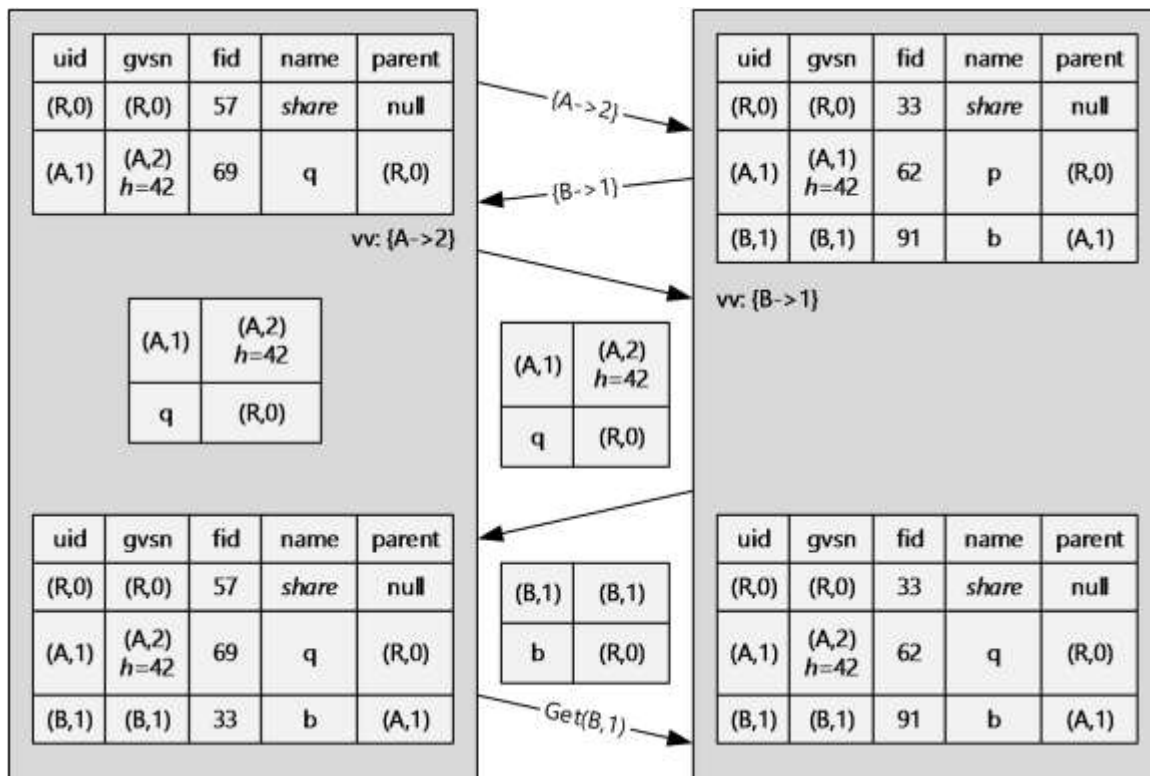 uid gvsn fid name parent
(R,0) (R,0) 57 share null
(A,1) (A,2) h=42 69 q (R,0)
vv: {A->2}
{A->2}
{B->1}
uid gvsn fid name parent
(R,0) (R,0) 33 share null
(A,1) (A,1) h=42 62 p (R,0)
(B,1) (B,1) 91 b (A,1)
vv: {B->1}
(A,1) (A,2) h=42
q (R,0)
(A,1) (A,2) h=42
q (R,0)
uid gvsn fid name parent
(R,0) (R,0) 57 share null
(A,1) (A,2) h=42 69 q (R,0)
(B,1) (B,1) 33 b (A,1)
(B,1) (B,1)
b (R,0)
Get(B,1)
uid gvsn fid name parent
(R,0) (R,0) 33 share null
(A,1) (A,2) h=42 62 q (R,0)
(B,1) (B,1) 91 b (A,1)